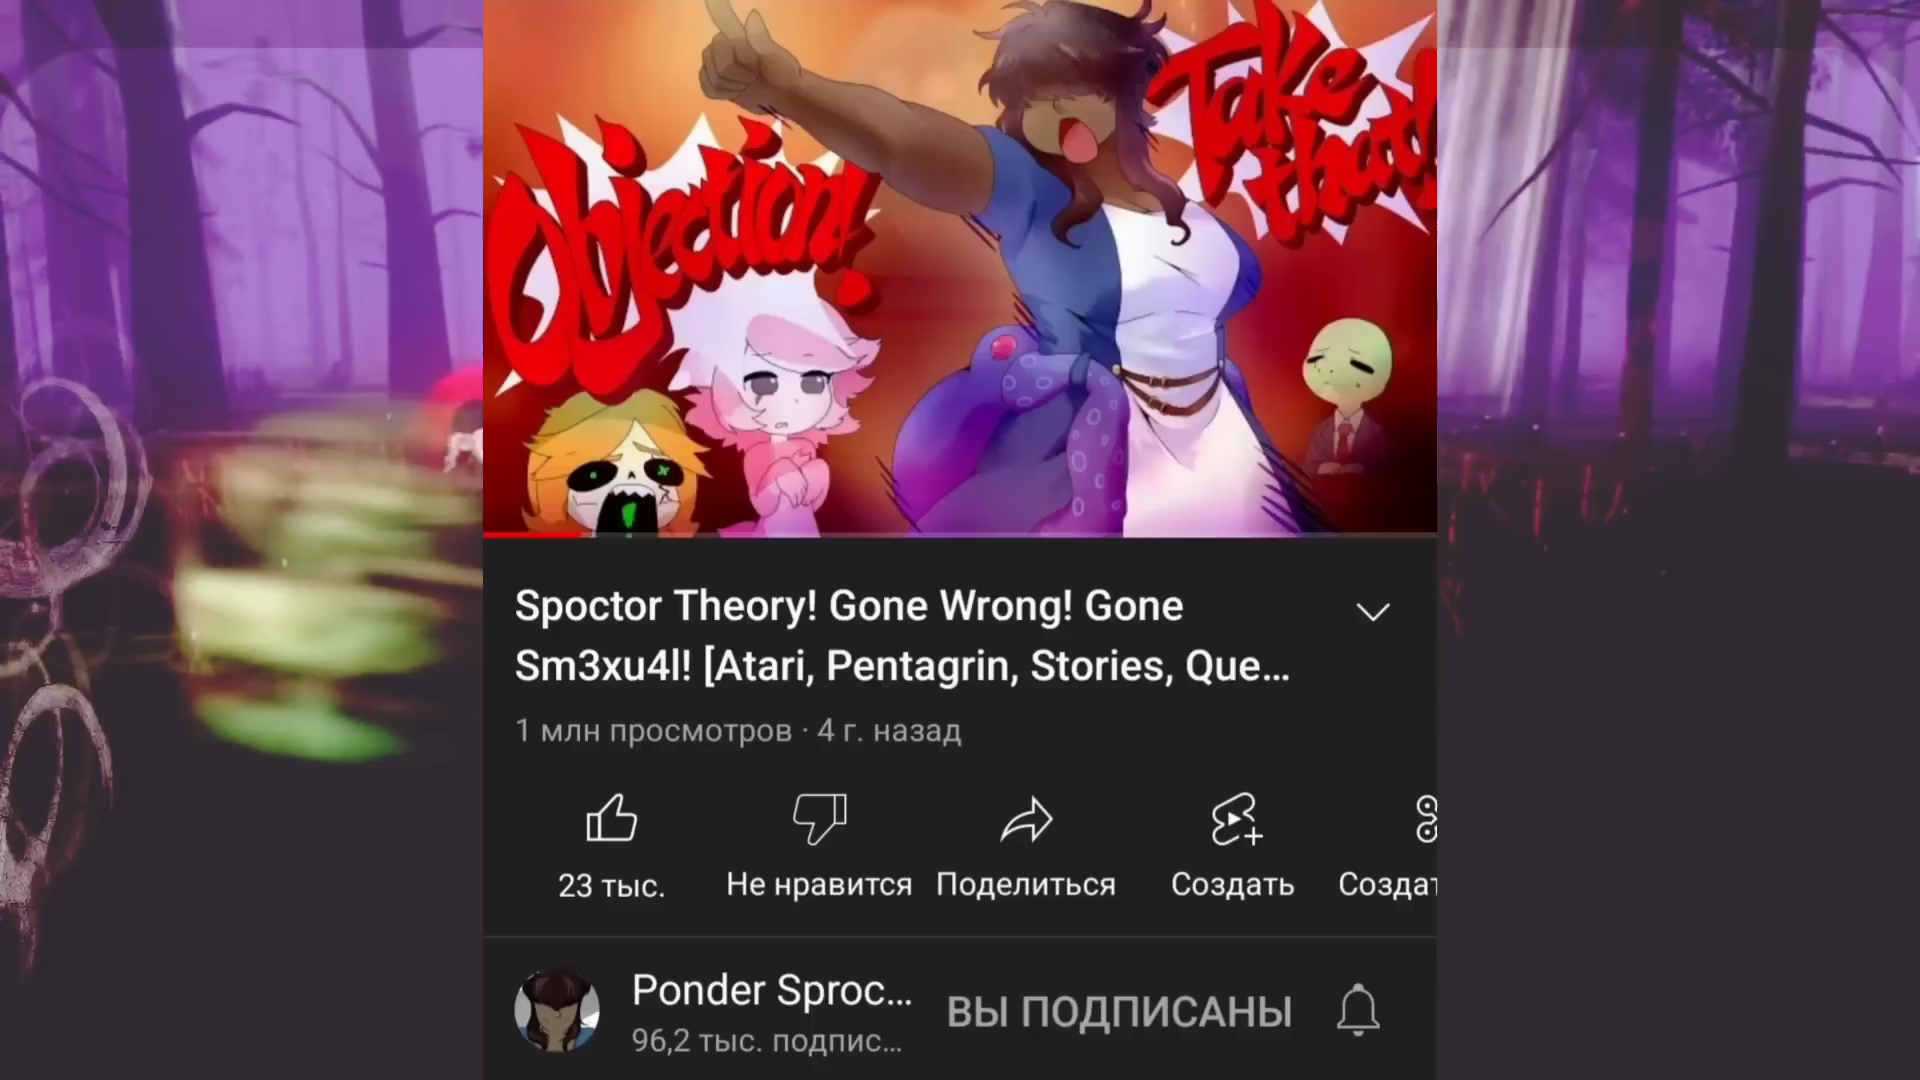 Objection!
Take
that!
Spoctor Theory! Gone Wrong! Gone
Sm3xu4l! [Atari, Pentagrin, Stories, Que...
1 млн просмотров · 4 г. назад
23 тыс.
Не нравится
Поделиться
Создать
Создат
Ponder Sproc...
96,2 тыс. подпис...
ВЫ ПОДПИСАНЫ